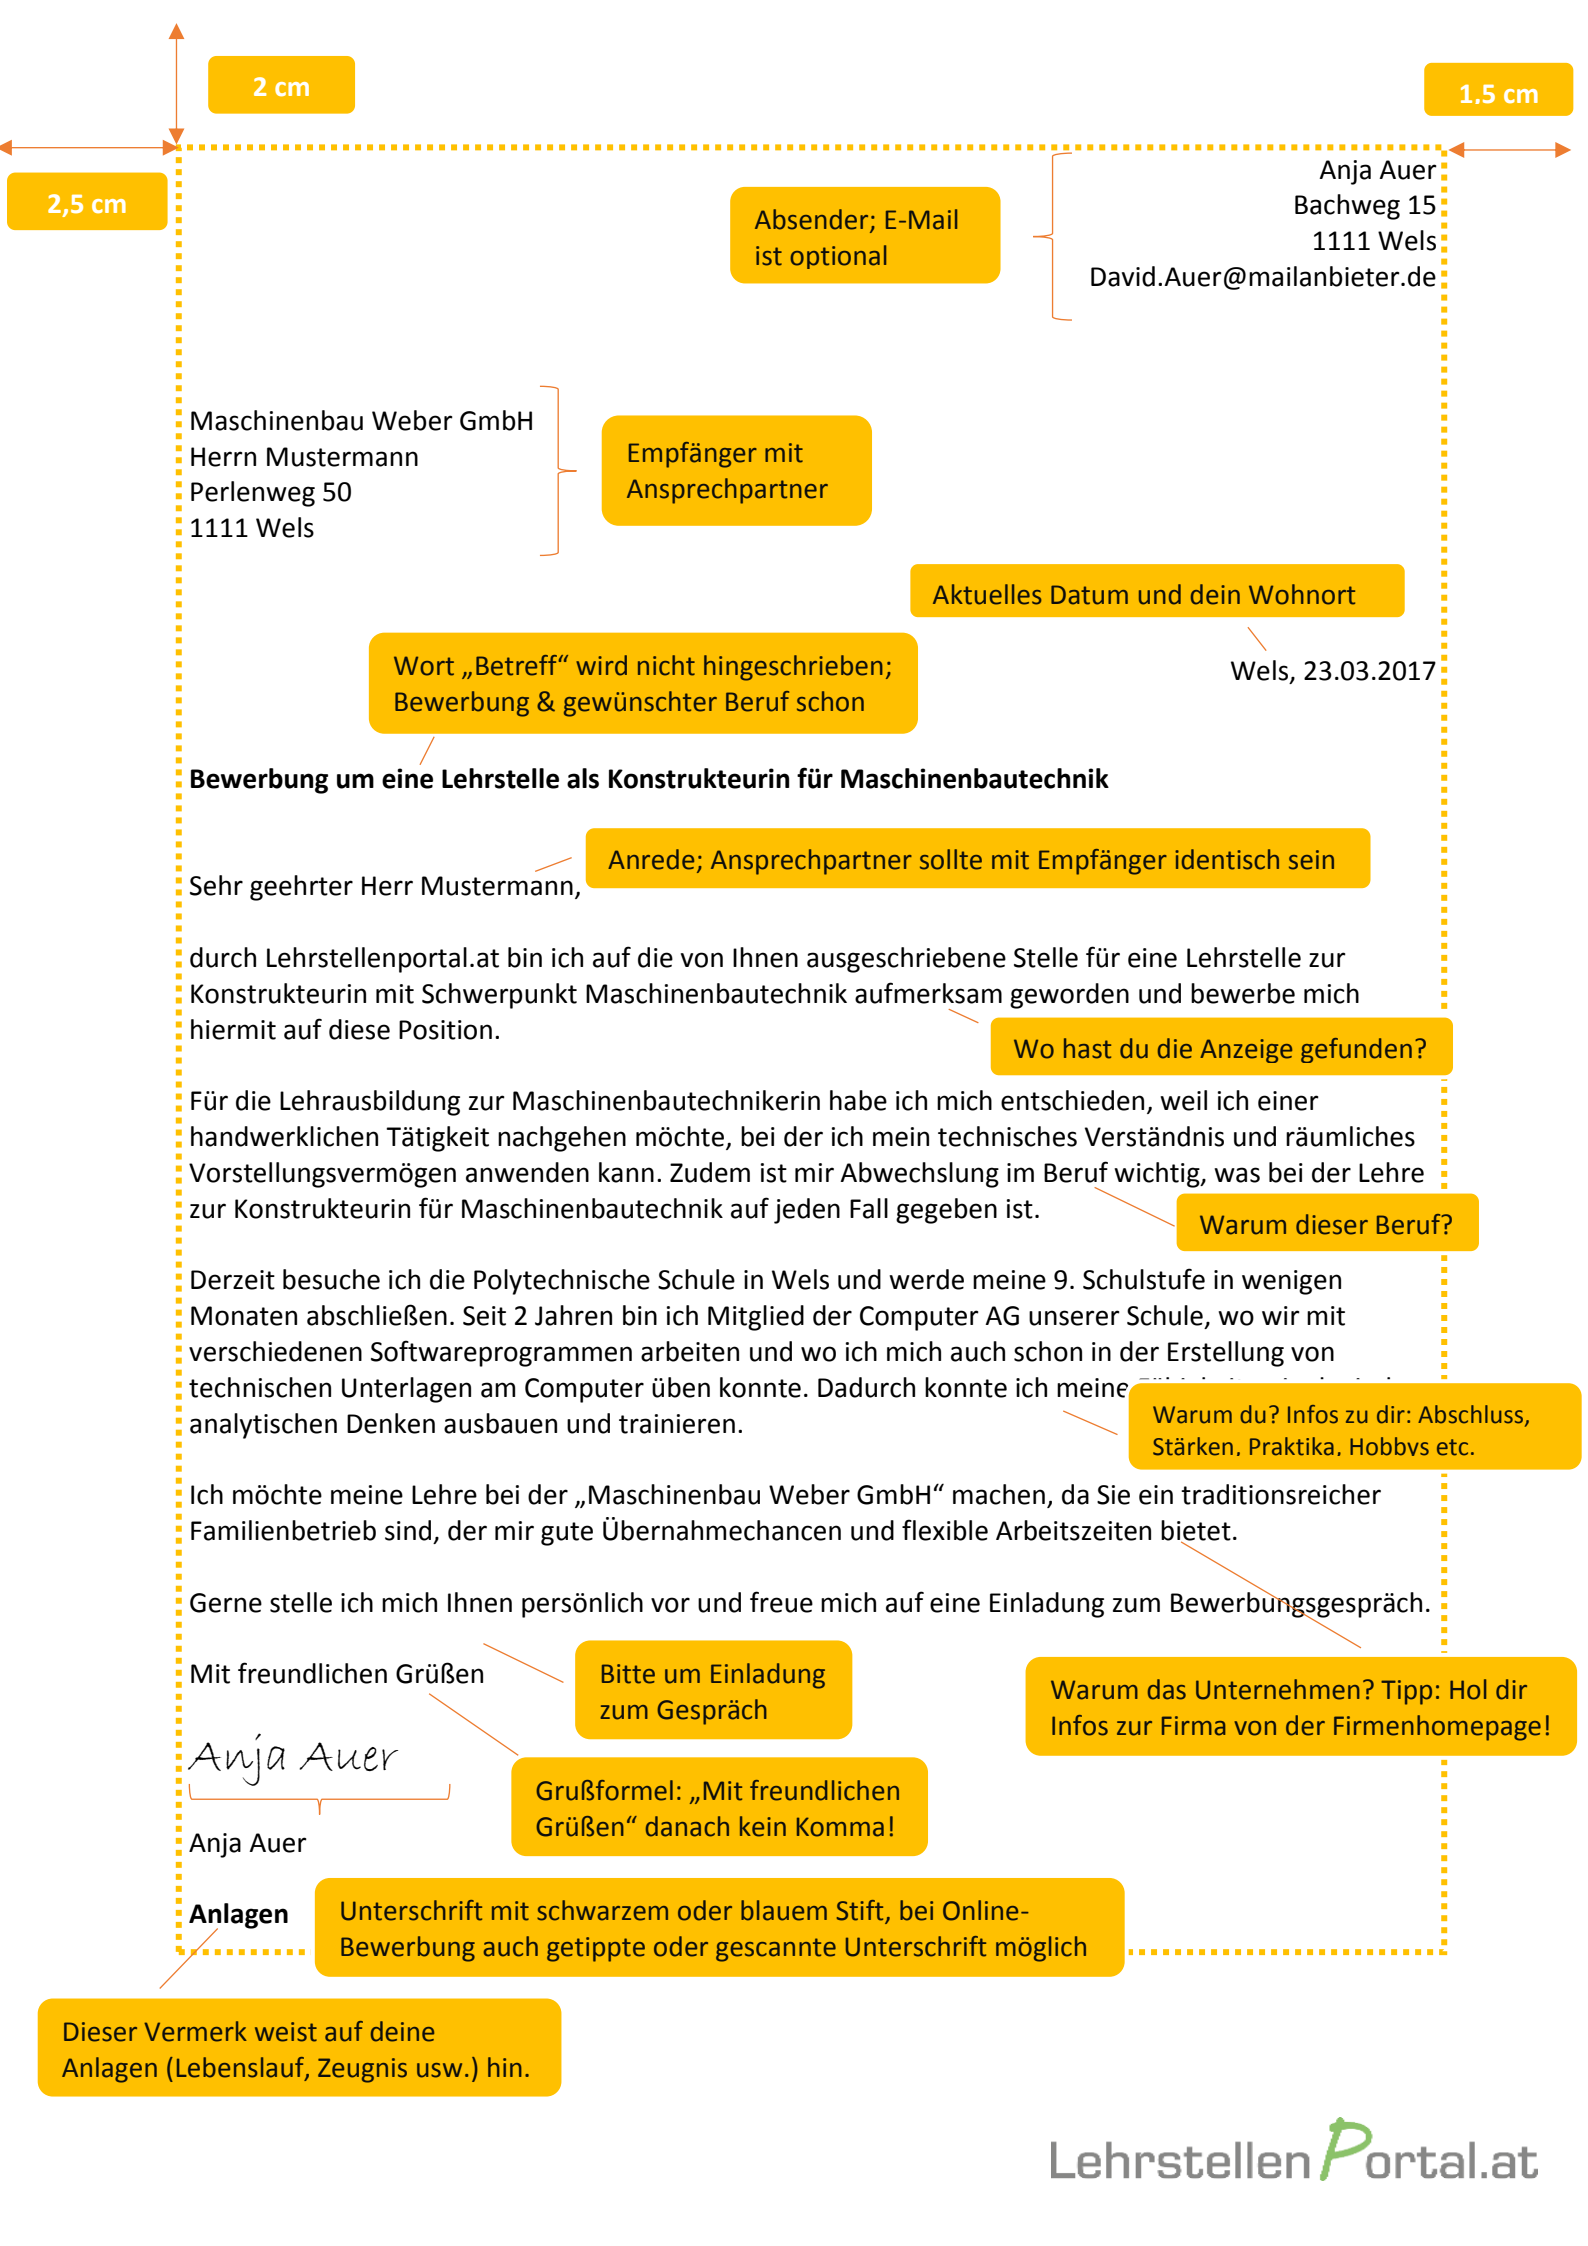 2 cm
1.5 cm
2,5 cm
Anja Auer
Bachweg 15
1111 Wels
David.Auer@mailanbieter.de
Absender; E-Mail
ist optional
Maschinenbau Weber GmbH
Herrn Mustermann
Perlenweg 50
1111 Wels
Empfänger mit
Ansprechpartner
Aktuelles Datum und dein Wohnort
Wels, 23.03.2017
Wort „Betreff“ wird nicht hingeschrieben;
Bewerbung & gewünschter Beruf schon
Bewerbung um eine Lehrstelle als Konstrukteurin für Maschinenbautechnik
Anrede; Ansprechpartner sollte mit Empfänger identisch sein
Sehr geehrter Herr Mustermann,
durch Lehrstellenportal.at bin ich auf die von Ihnen ausgeschriebene Stelle für eine Lehrstelle zur
Konstrukteurin mit Schwerpunkt Maschinenbautechnik aufmerksam geworden und bewerbe mich
hiermit auf diese Position.
Wo hast du die Anzeige gefunden?
Für die Lehrausbildung zur Maschinenbautechnikerin habe ich mich entschieden, weil ich einer
handwerklichen Tätigkeit nachgehen möchte, bei der ich mein technisches Verständnis und räumliches
Vorstellungsvermögen anwenden kann. Zudem ist mir Abwechslung im Beruf wichtig, was bei der Lehre
zur Konstrukteurin für Maschinenbautechnik auf jeden Fall gegeben ist.
Warum dieser Beruf?
Derzeit besuche ich die Polytechnische Schule in Wels und werde meine 9. Schulstufe in wenigen
Monaten abschließen. Seit 2 Jahren bin ich Mitglied der Computer AG unserer Schule, wo wir mit
verschiedenen Softwareprogrammen arbeiten und wo ich mich auch schon in der Erstellung von
technischen Unterlagen am Computer üben konnte. Dadurch konnte ich meine
analytischen Denken ausbauen und trainieren.
Warum du? Infos zu dir: Abschluss,
Stärken, Praktika, Hobbys etc.
Ich möchte meine Lehre bei der „Maschinenbau Weber GmbH“ machen, da Sie ein traditionsreicher
Familienbetrieb sind, der mir gute Übernahmechancen und flexible Arbeitszeiten bietet.
Gerne stelle ich mich Ihnen persönlich vor und freue mich auf eine Einladung zum Bewerbungsgespräch.
Mit freundlichen Grüßen
Bitte um Einladung
zum Gespräch
Warum das Unternehmen? Tipp: Hol dir
Infos zur Firma von der Firmenhomepage!
Anja Auer
Grußformel: „Mit freundlichen
Grüßen“ danach kein Komma!
Anja Auer
Anlagen
Unterschrift mit schwarzem oder blauem Stift, bei Online-
Bewerbung auch getippte oder gescannte Unterschrift möglich
Dieser Vermerk weist auf deine
Anlagen (Lebenslauf, Zeugnis usw.) hin.
LehrstellenPortal.at